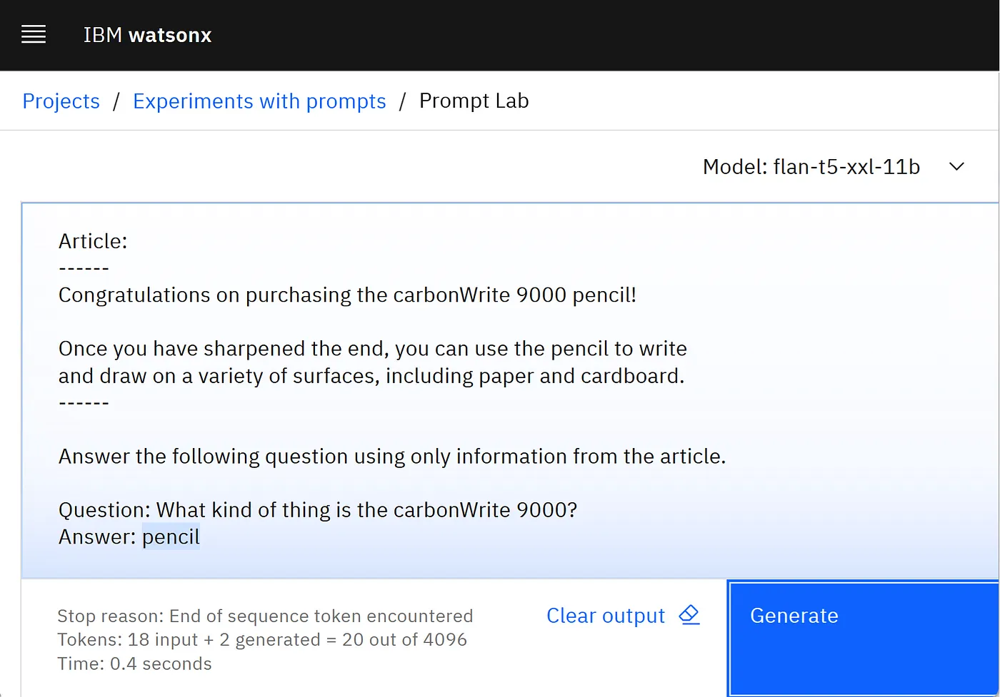 IBM watsonx
Projects / Experiments with prompts / Prompt Lab
Model: flan-t5-xxl-11b
Article:
------
Congratulations on purchasing the carbonWrite 9000 pencil!
Once you have sharpened the end, you can use the pencil to write
and draw on a variety of surfaces, including paper and cardboard.
------
Answer the following question using only information from the article.
Question: What kind of thing is the carbonWrite 9000?
Answer: pencil
Stop reason: End of sequence token encountered
Tokens: 18 input + 2 generated = 20 out of 4096
Time: 0.4 seconds
Clear output
Generate